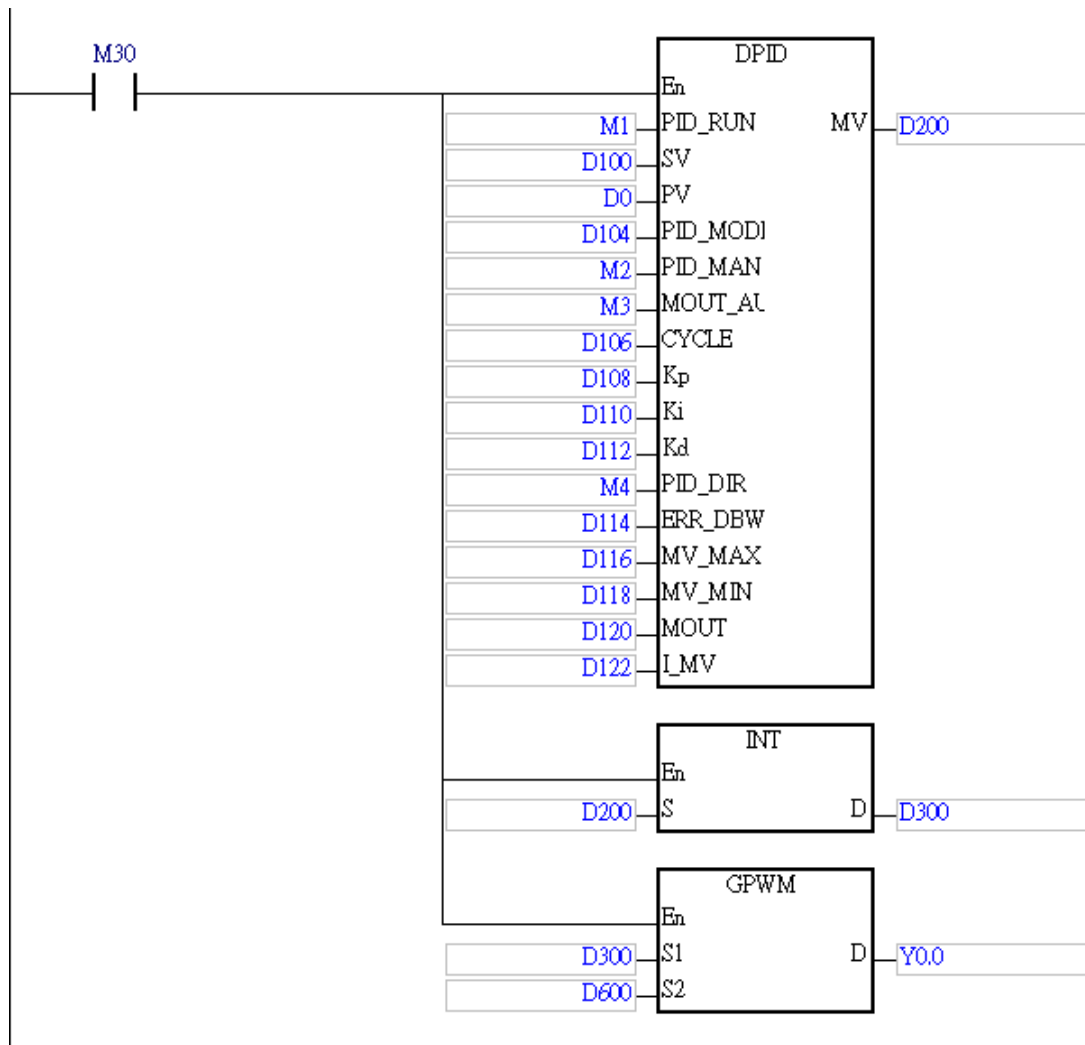 M30
DPID
En
M1 PID_RUN MV D200
D100 SV
D0 PV
D104 PID_MODI
M2 PID_MAN
M3 MOUT_AU
D106 CYCLE
D108 Kp
D110 Ki
D112 Kd
M4 PID_DIR
D114 ERR_DBW
D116 MV_MAX
D118 MV_MIN
D120 MOUT
D122 I_MV
INT
En
D200 S D D300
GPWM
En
D300 S1 D Y0.0
D600 S2